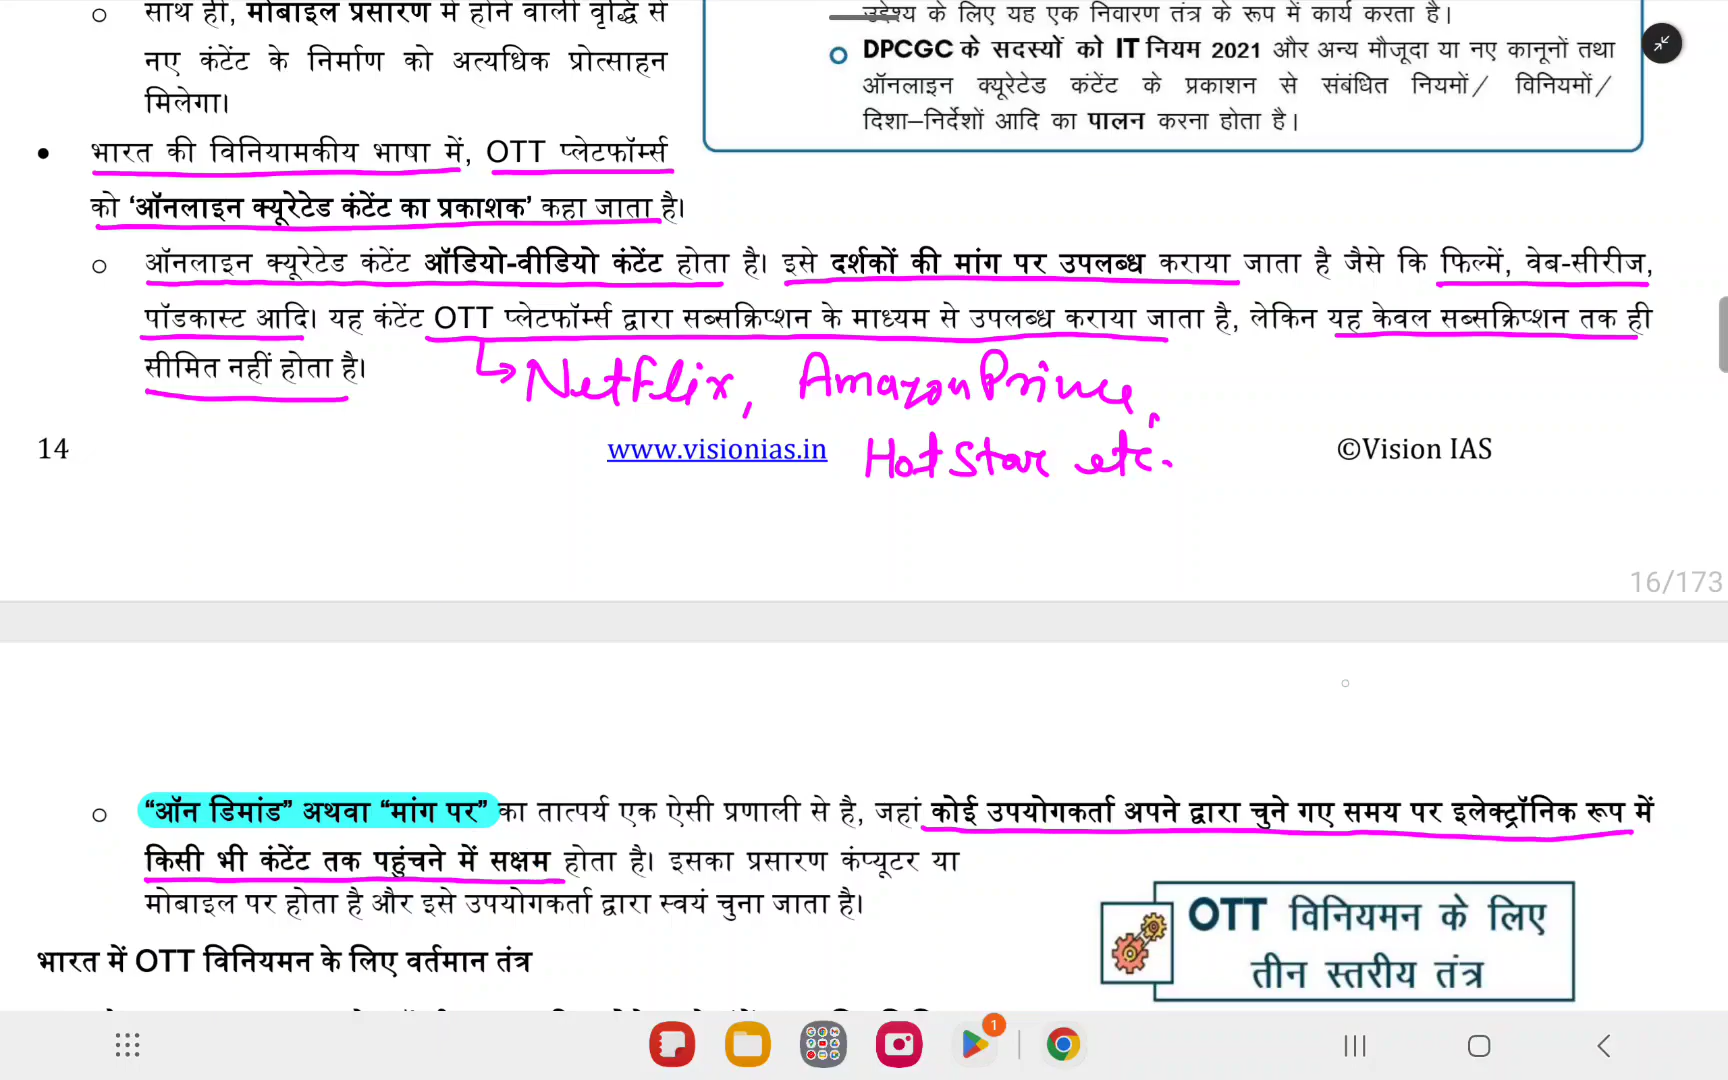 साथ ही, मोबाइल प्रसारण में होने वाली वृद्धि से
नए कंटेंट के निर्माण को अत्यधिक प्रोत्साहन
मिलेगा।
उद्देश्य के लिए यह एक निवारण तंत्र के रूप में कार्य करता है।
DPCGC के सदस्यों को IT नियम 2021 और अन्य मौजूदा या नए कानूनों तथा
ऑनलाइन क्यूरेटेड कंटेंट के प्रकाशन से संबंधित नियमों/ विनियमों/
दिशा–निर्देशों आदि का पालन करना होता है।
भारत की विनियामकीय भाषा में, OTT प्लेटफॉर्म्स
को ‘ऑनलाइन क्यूरेटेड कंटेंट का प्रकाशक’ कहा जाता है।
ऑनलाइन क्यूरेटेड कंटेंट ऑडियो-वीडियो कंटेंट होता है। इसे दर्शकों की मांग पर उपलब्ध कराया जाता है जैसे कि फिल्में, वेब-सीरीज,
पॉडकास्ट आदि। यह कंटेंट OTT प्लेटफॉर्म्स द्वारा सब्सक्रिप्शन के माध्यम से उपलब्ध कराया जाता है, लेकिन यह केवल सब्सक्रिप्शन तक ही
सीमित नहीं होता है।
Netflix, Amazon Prime,
HotStar etc.
14 www.visionias.in ©Vision IAS
16/173
“ऑन डिमांड” अथवा “मांग पर” का तात्पर्य एक ऐसी प्रणाली से है, जहां कोई उपयोगकर्ता अपने द्वारा चुने गए समय पर इलेक्ट्रॉनिक रूप में
किसी भी कंटेंट तक पहुंचने में सक्षम होता है। इसका प्रसारण कंप्यूटर या
मोबाइल पर होता है और इसे उपयोगकर्ता द्वारा स्वयं चुना जाता है।
भारत में OTT विनियमन के लिए वर्तमान तंत्र
OTT विनियमन के लिए
तीन स्तरीय तंत्र
1